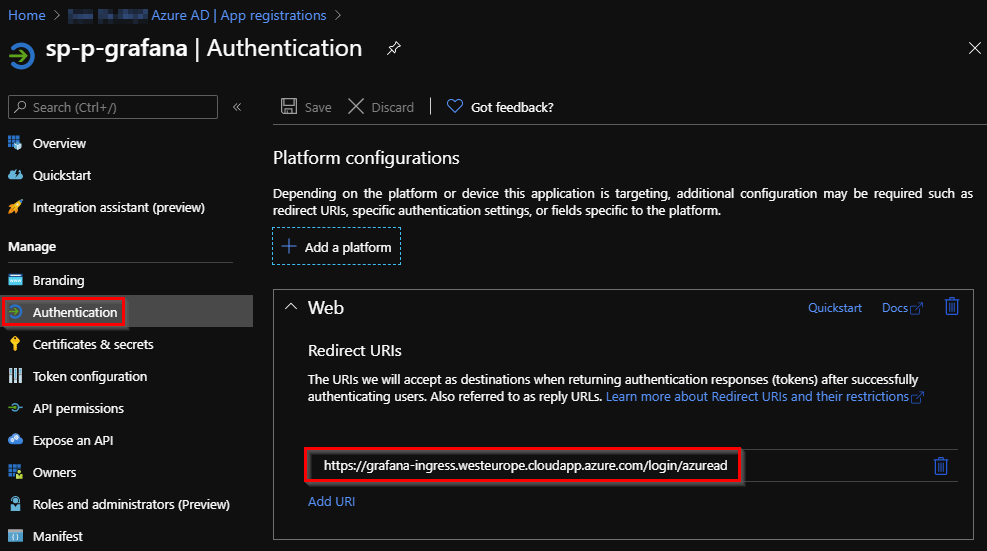 Home > Azure AD | App registrations >
sp-p-grafana | Authentication
Search (Ctrl+/)
«
Save
Discard
Got feedback?
Overview
Quickstart
Integration assistant (preview)
Manage
Branding
Authentication
Certificates & secrets
Token configuration
API permissions
Expose an API
Owners
Roles and administrators (Preview)
Manifest
Platform configurations
Depending on the platform or device this application is targeting, additional configuration may be required such as
redirect URIs, specific authentication settings, or fields specific to the platform.
Add a platform
Web
Quickstart
Docs
Redirect URIs
The URIs we will accept as destinations when returning authentication responses (tokens) after successfully
authenticating users. Also referred to as reply URLs. Learn more about Redirect URIs and their restrictions
https://grafana-ingress.westeurope.cloudapp.azure.com/login/azuread
Add URI